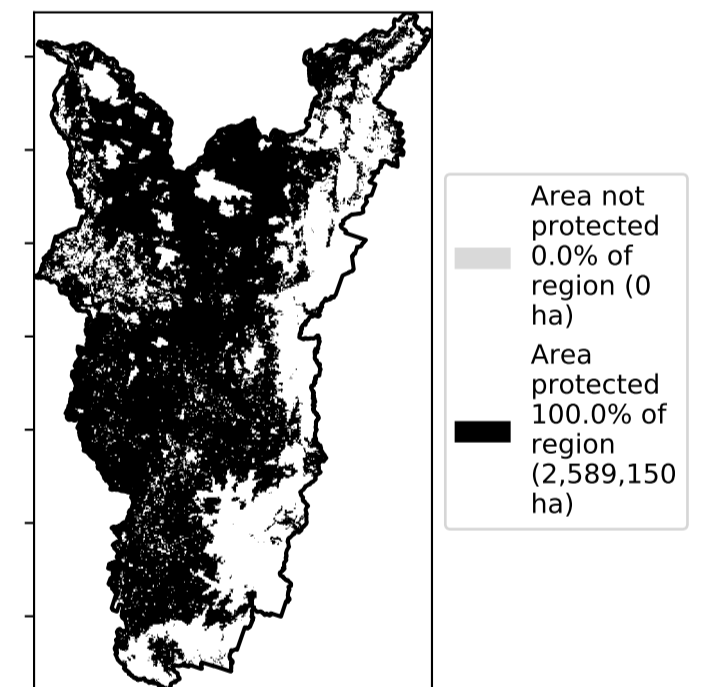 Area not
protected
0.0% of
region (0
ha)
Area
protected
100.0% of
region
(2,589,150
ha)